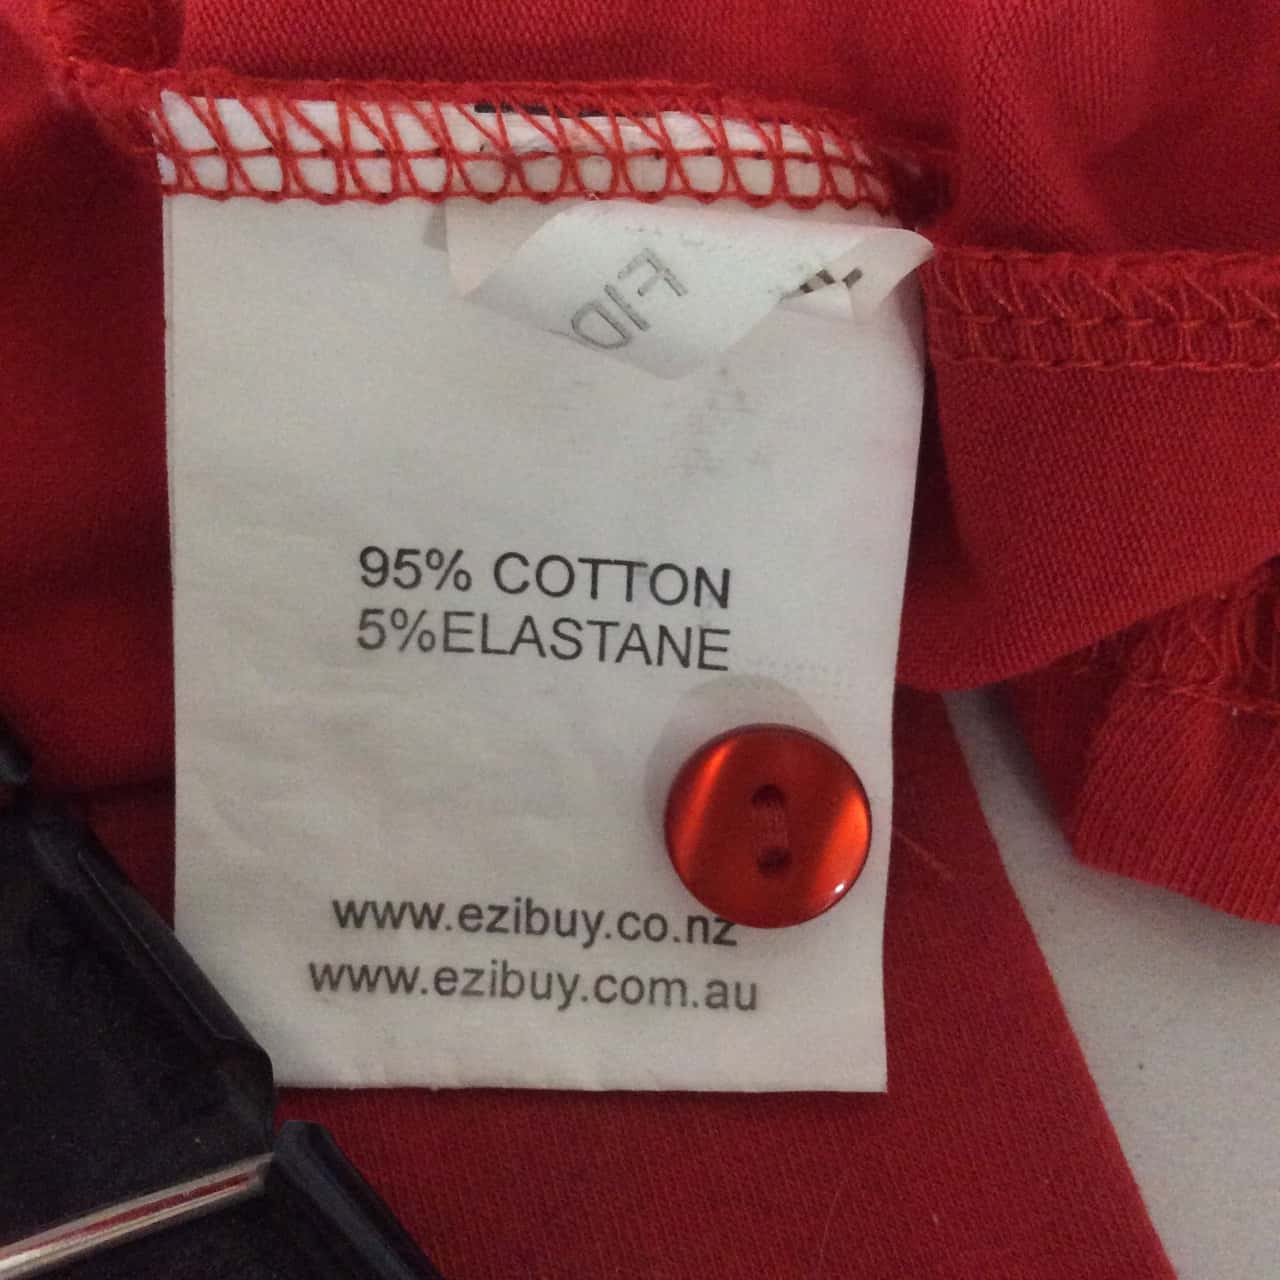 95% COTTON
5%ELASTANE
www.ezibuy.co.nz
www.ezibuy.com.au